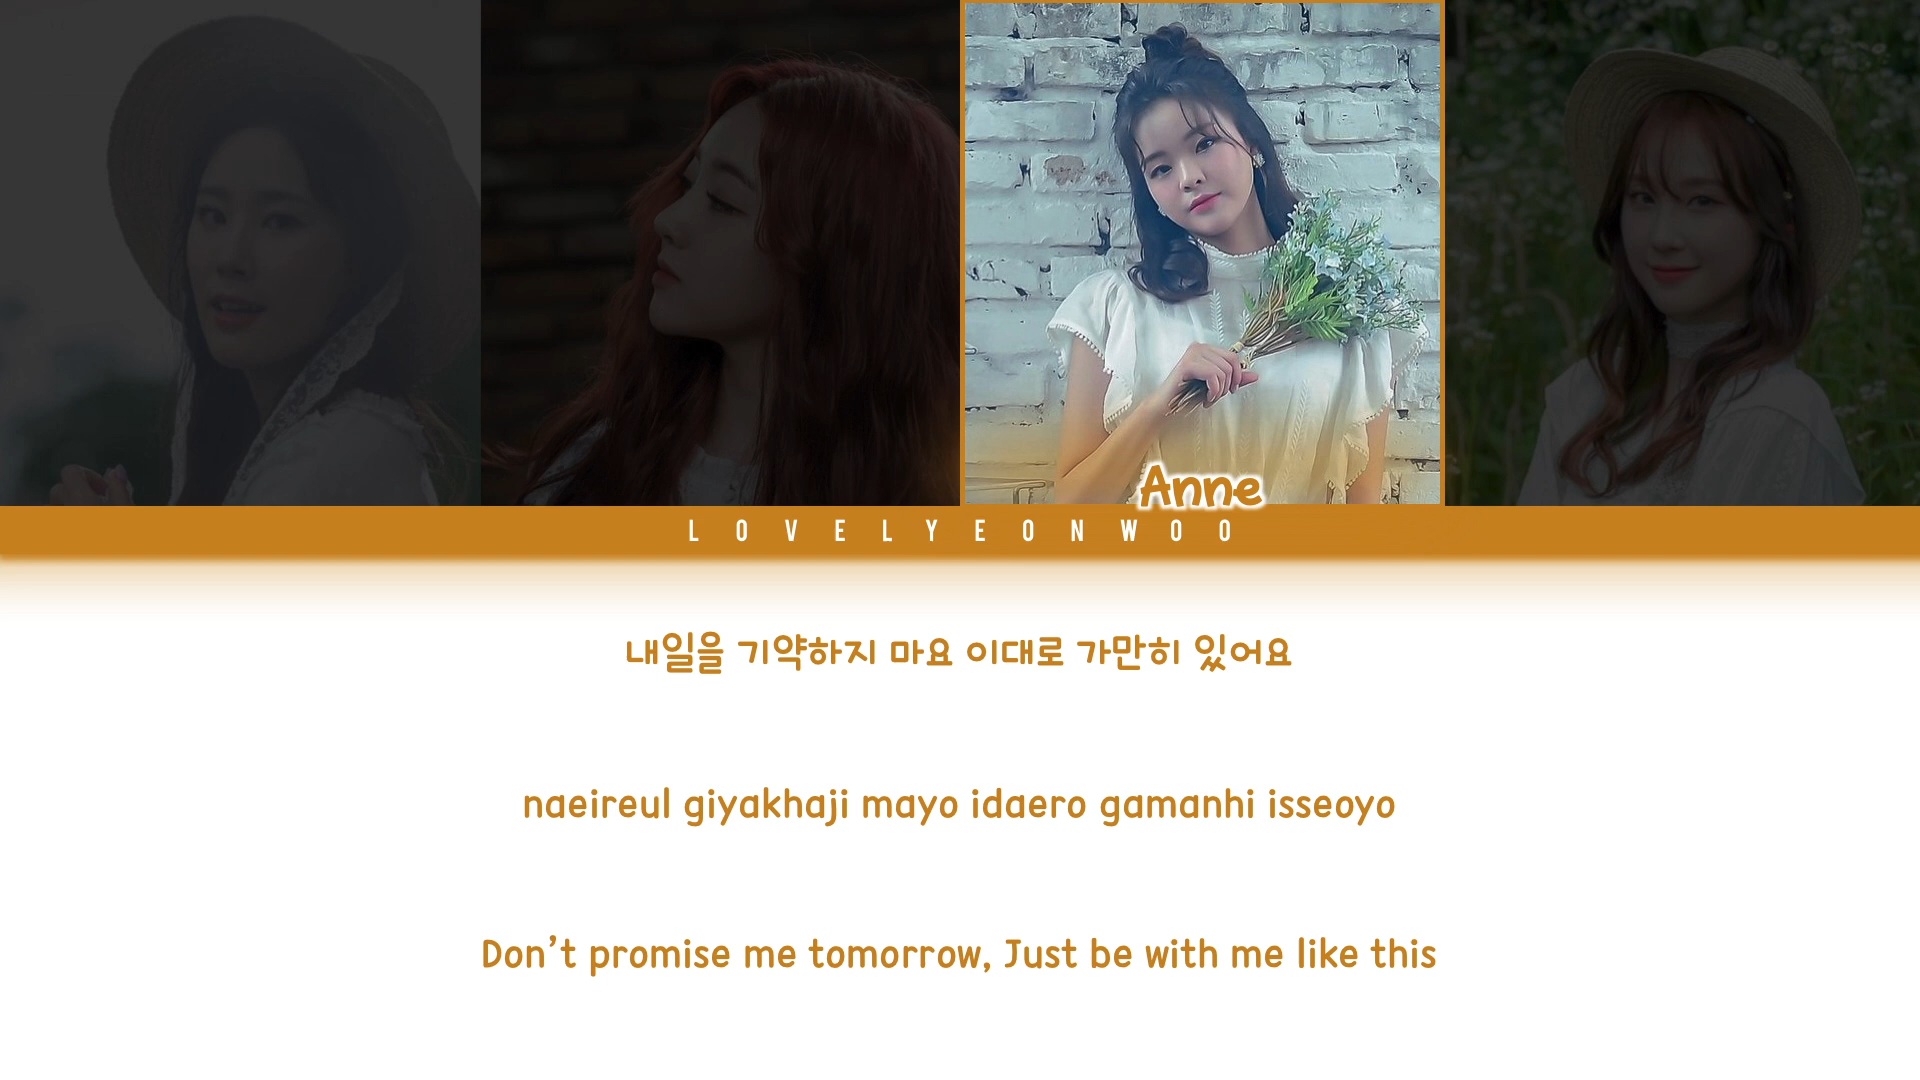 Anne
LOVELYEONWOO
내일을 기약하지 마요 이대로 가만히 있어요
naeireul giyakhaji mayo idaero gamanhi isseoyo
Don’t promise me tomorrow, Just be with me like this